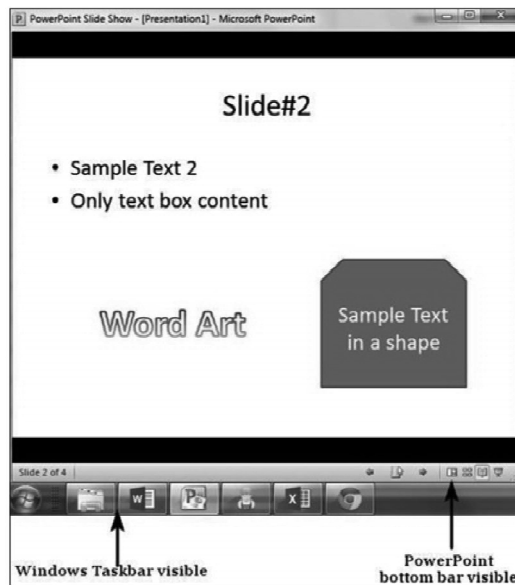 PowerPoint Slide Show - [Presentation1] - Microsoft PowerPoint
Slide#2
• Sample Text 2
• Only text box content
Word Art
Sample Text
in a shape
Slide 2 of 4
Windows Taskbar visible
PowerPoint
bottom bar visible